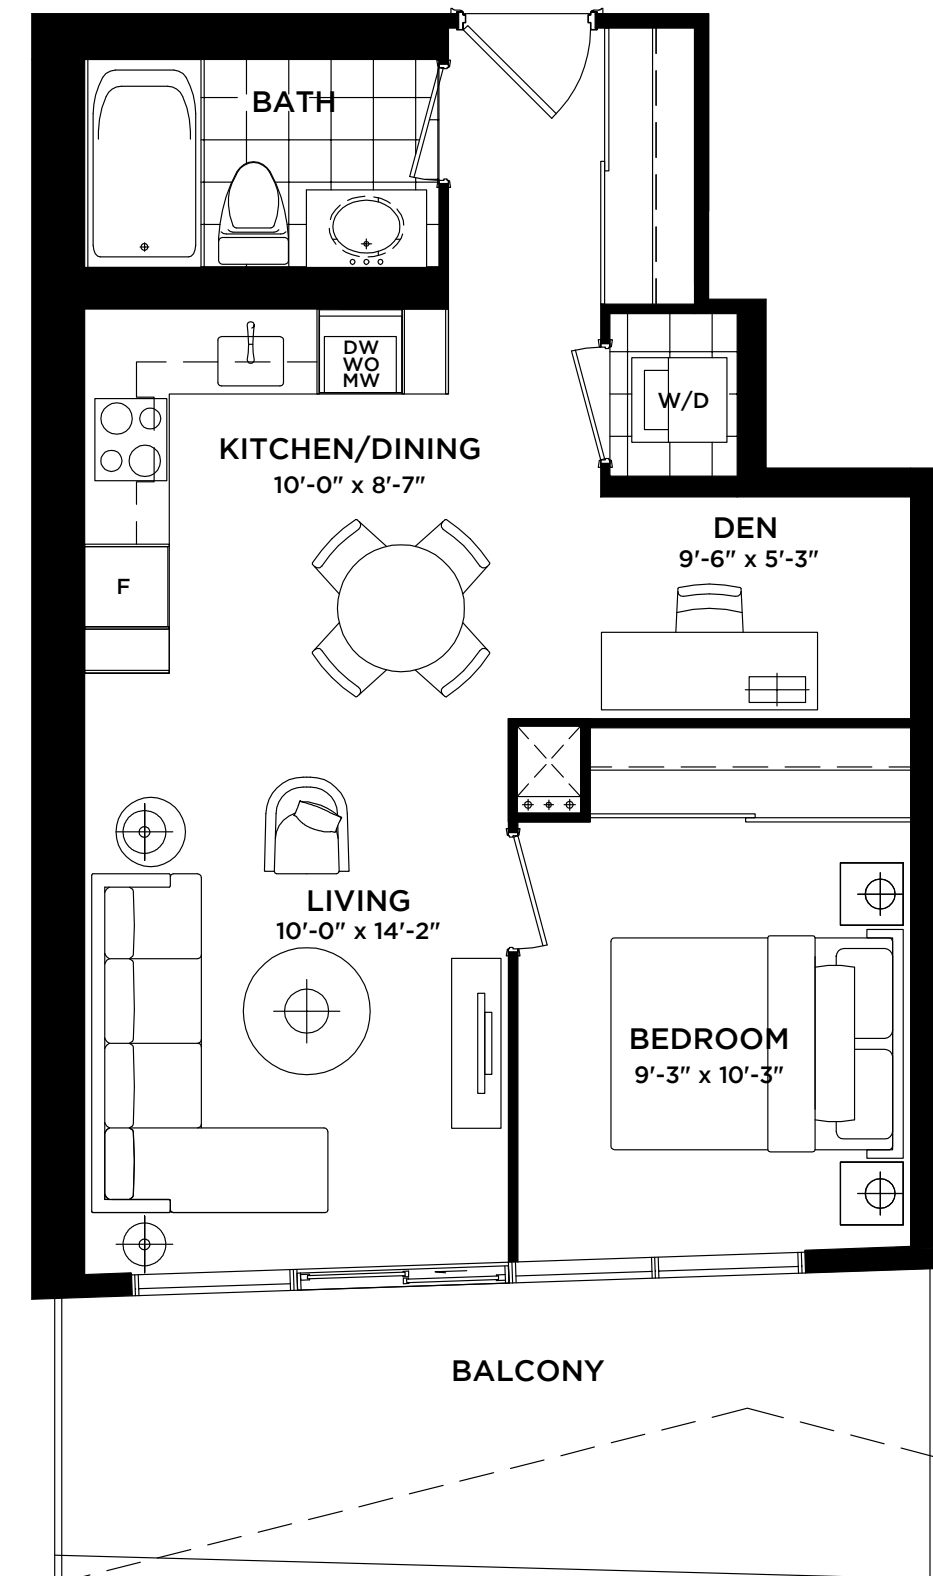 BATH
DW
WO
MW
W/D
KITCHEN/DINING
10'-0" x 8'-7"
DEN
9'-6" x 5'-3"
F
LIVING
10'-0" x 14'-2"
BEDROOM
9'-3" x 10'-3"
BALCONY